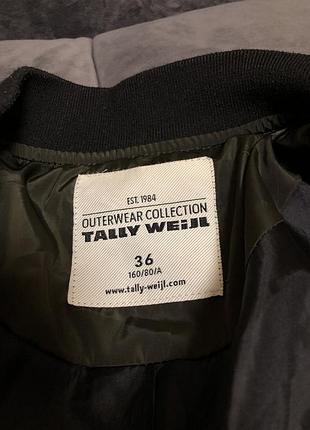 EST. 1984
OUTERWEAR COLLECTION
TALLY WEiJL
36
160/80/A
www.tally-weijl.com